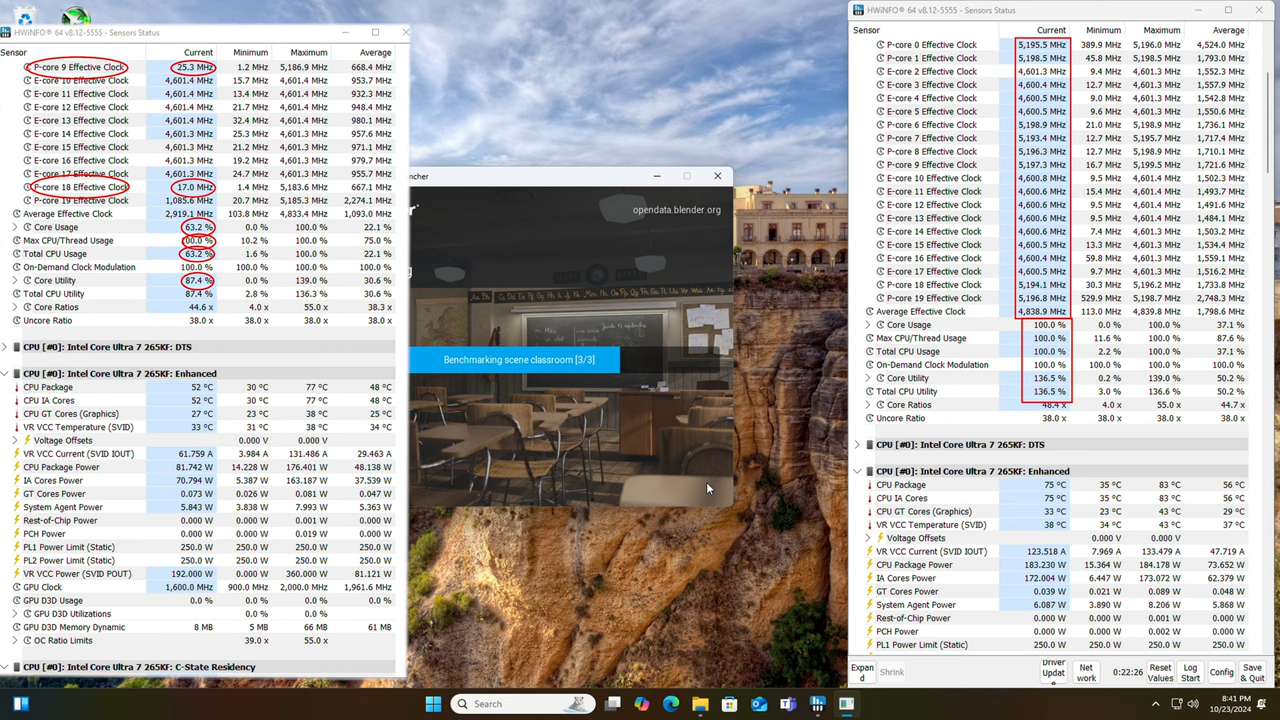 HWiNFO® 64 v8.12-5555 - Sensors Status
Sensor Current Minimum Maximum Average
P-core 9 Effective Clock 25.3 MHz 1.2 MHz 5,186.9 MHz 668.4 MHz
E-core 10 Effective Clock 4,601.4 MHz 15.7 MHz 4,601.4 MHz 953.7 MHz
E-core 11 Effective Clock 4,601.4 MHz 13.4 MHz 4,601.4 MHz 932.3 MHz
E-core 12 Effective Clock 4,601.4 MHz 21.7 MHz 4,601.4 MHz 948.4 MHz
E-core 13 Effective Clock 4,601.4 MHz 32.4 MHz 4,601.4 MHz 980.1 MHz
E-core 14 Effective Clock 4,601.3 MHz 25.3 MHz 4,601.3 MHz 957.6 MHz
E-core 15 Effective Clock 4,601.3 MHz 21.2 MHz 4,601.3 MHz 971.1 MHz
E-core 16 Effective Clock 4,601.3 MHz 19.2 MHz 4,601.3 MHz 979.7 MHz
E-core 17 Effective Clock 4,601.3 MHz 24.7 MHz 4,601.3 MHz 955.7 MHz
P-core 18 Effective Clock 17.0 MHz 1.4 MHz 5,183.6 MHz 667.1 MHz
P-core 19 Effective Clock 1,085.6 MHz 20.7 MHz 5,185.3 MHz 2,274.1 MHz
Average Effective Clock 2,919.1 MHz 103.8 MHz 4,833.4 MHz 1,093.0 MHz
Core Usage 63.2 % 0.0 % 100.0 % 22.1 %
Max CPU/Thread Usage 100.0 % 10.2 % 100.0 % 75.0 %
Total CPU Usage 63.2 % 1.6 % 100.0 % 22.1 %
On-Demand Clock Modulation 100.0 % 100.0 % 100.0 % 100.0 %
Core Utility 87.4 % 0.0 % 139.0 % 30.6 %
Total CPU Utility 87.4 % 2.8 % 136.3 % 30.6 %
Core Ratios 44.6 x 4.0 x 55.0 x 38.3 x
Uncore Ratio 38.0 x 38.0 x 38.0 x 38.0 x
CPU [#0]: Intel Core Ultra 7 265KF: DTS
CPU [#0]: Intel Core Ultra 7 265KF: Enhanced
CPU Package 52 °C 30 °C 77 °C 48 °C
CPU IA Cores 52 °C 30 °C 77 °C 48 °C
CPU GT Cores (Graphics) 27 °C 23 °C 38 °C 25 °C
VR VCC Temperature (SVID) 33 °C 31 °C 38 °C 34 °C
Voltage Offsets 0.000 V 0.000 V
VR VCC Current (SVID IOUT) 61.759 A 3.984 A 131.486 A 29.463 A
CPU Package Power 81.742 W 14.228 W 176.401 W 48.138 W
IA Cores Power 70.794 W 5.387 W 163.187 W 37.539 W
GT Cores Power 0.073 W 0.026 W 0.081 W 0.047 W
System Agent Power 5.843 W 3.838 W 7.993 W 5.363 W
Rest-of-Chip Power 0.000 W 0.000 W 0.001 W 0.000 W
PCH Power 0.000 W 0.000 W 0.019 W 0.000 W
PL1 Power Limit (Static) 250.0 W 250.0 W 250.0 W 250.0 W
PL2 Power Limit (Static) 250.0 W 250.0 W 250.0 W 250.0 W
VR VCC Power (SVID POUT) 192.000 W 0.000 W 360.000 W 81.121 W
GPU Clock 1,600.0 MHz 900.0 MHz 2,000.0 MHz 1,961.6 MHz
GPU D3D Usage 0.0 % 0.0 % 0.0 % 0.0 %
GPU D3D Utilizations 0.0 % 0.0 %
GPU D3D Memory Dynamic 8 MB 5 MB 66 MB 61 MB
OC Ratio Limits 39.0 x 55.0 x
CPU [#0]: Intel Core Ultra 7 265KF: C-State Residency
ncher
opendata.blender.org
Benchmarking scene classroom [3/3]
HWiNFO® 64 v8.12-5555 - Sensors Status
Sensor Current Minimum Maximum Average
P-core 0 Effective Clock 5,195.5 MHz 389.9 MHz 5,196.0 MHz 4,524.0 MHz
P-core 1 Effective Clock 5,198.5 MHz 45.8 MHz 5,198.5 MHz 1,793.0 MHz
E-core 2 Effective Clock 4,601.3 MHz 9.4 MHz 4,601.3 MHz 1,552.3 MHz
E-core 3 Effective Clock 4,600.4 MHz 12.7 MHz 4,601.3 MHz 1,557.9 MHz
E-core 4 Effective Clock 4,600.5 MHz 9.0 MHz 4,601.3 MHz 1,542.8 MHz
E-core 5 Effective Clock 4,600.5 MHz 10.0 MHz 4,601.3 MHz 1,550.6 MHz
P-core 6 Effective Clock 5,198.9 MHz 21.0 MHz 5,198.9 MHz 1,736.1 MHz
P-core 7 Effective Clock 5,193.4 MHz 12.7 MHz 5,195.7 MHz 1,717.4 MHz
P-core 8 Effective Clock 5,196.3 MHz 12.7 MHz 5,198.9 MHz 1,710.1 MHz
P-core 9 Effective Clock 5,197.3 MHz 16.7 MHz 5,198.9 MHz 1,721.6 MHz
E-core 10 Effective Clock 4,600.8 MHz 10.5 MHz 4,601.3 MHz 1,507.2 MHz
E-core 11 Effective Clock 4,600.6 MHz 15.4 MHz 4,601.3 MHz 1,493.7 MHz
E-core 12 Effective Clock 4,600.6 MHz 12.6 MHz 4,601.3 MHz 1,491.7 MHz
E-core 13 Effective Clock 4,600.6 MHz 12.3 MHz 4,601.3 MHz 1,484.1 MHz
E-core 14 Effective Clock 4,600.6 MHz 7.4 MHz 4,601.3 MHz 1,503.2 MHz
E-core 15 Effective Clock 4,600.5 MHz 13.3 MHz 4,601.3 MHz 1,534.4 MHz
E-core 16 Effective Clock 4,600.4 MHz 59.8 MHz 4,601.3 MHz 1,559.1 MHz
E-core 17 Effective Clock 4,600.5 MHz 9.7 MHz 4,601.3 MHz 1,516.2 MHz
P-core 18 Effective Clock 5,194.1 MHz 30.3 MHz 5,196.2 MHz 1,733.8 MHz
P-core 19 Effective Clock 5,196.8 MHz 529.9 MHz 5,198.7 MHz 2,748.3 MHz
Average Effective Clock 4,838.9 MHz 113.0 MHz 4,839.7 MHz 1,798.6 MHz
Core Usage 100.0 % 0.0 % 100.0 % 37.1 %
Max CPU/Thread Usage 100.0 % 11.6 % 100.0 % 87.6 %
Total CPU Usage 100.0 % 2.2 % 100.0 % 37.1 %
On-Demand Clock Modulation 100.0 % 100.0 % 100.0 % 100.0 %
Core Utility 136.5 % 0.2 % 139.0 % 50.2 %
Total CPU Utility 136.5 % 3.0 % 136.6 % 50.2 %
Core Ratios 48.4 x 4.0 x 55.0 x 44.7 x
Uncore Ratio 38.0 x 38.0 x 38.0 x 38.0 x
CPU [#0]: Intel Core Ultra 7 265KF: DTS
CPU [#0]: Intel Core Ultra 7 265KF: Enhanced
CPU Package 75 °C 35 °C 83 °C 56 °C
CPU IA Cores 75 °C 35 °C 83 °C 56 °C
CPU GT Cores (Graphics) 33 °C 23 °C 43 °C 29 °C
VR VCC Temperature (SVID) 38 °C 34 °C 43 °C 37 °C
Voltage Offsets 0.000 V 0.000 V
VR VCC Current (SVID IOUT) 123.518 A 7.969 A 133.479 A 47.719 A
CPU Package Power 183.230 W 15.364 W 184.178 W 73.652 W
IA Cores Power 172.004 W 6.447 W 173.072 W 62.379 W
GT Cores Power 0.039 W 0.021 W 0.089 W 0.048 W
System Agent Power 6.087 W 3.890 W 8.206 W 5.868 W
Rest-of-Chip Power 0.000 W 0.000 W 0.001 W 0.000 W
PCH Power 0.000 W 0.000 W 0.002 W 0.000 W
PL1 Power Limit (Static) 250.0 W 250.0 W 250.0 W 250.0 W
Expand Shrink Driver Updat Net work 0:22:26 Reset Values Log Start Config Save & Quit
Search
8:41 PM
10/23/2024